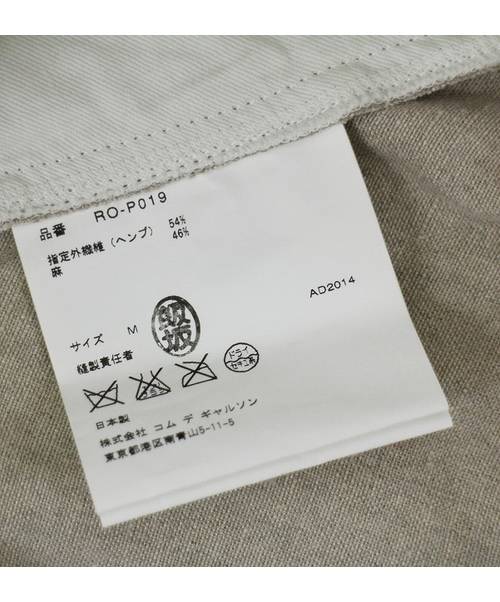 品番 RO-P019
指定外繊維（ヘンプ） 54%
麻 46%
AD2014
サイズ M
飯坂
縫製責任者
ドライ
セキユ系
日本製
株式会社 コム デ ギャルソン
東京都港区南青山5-11-5